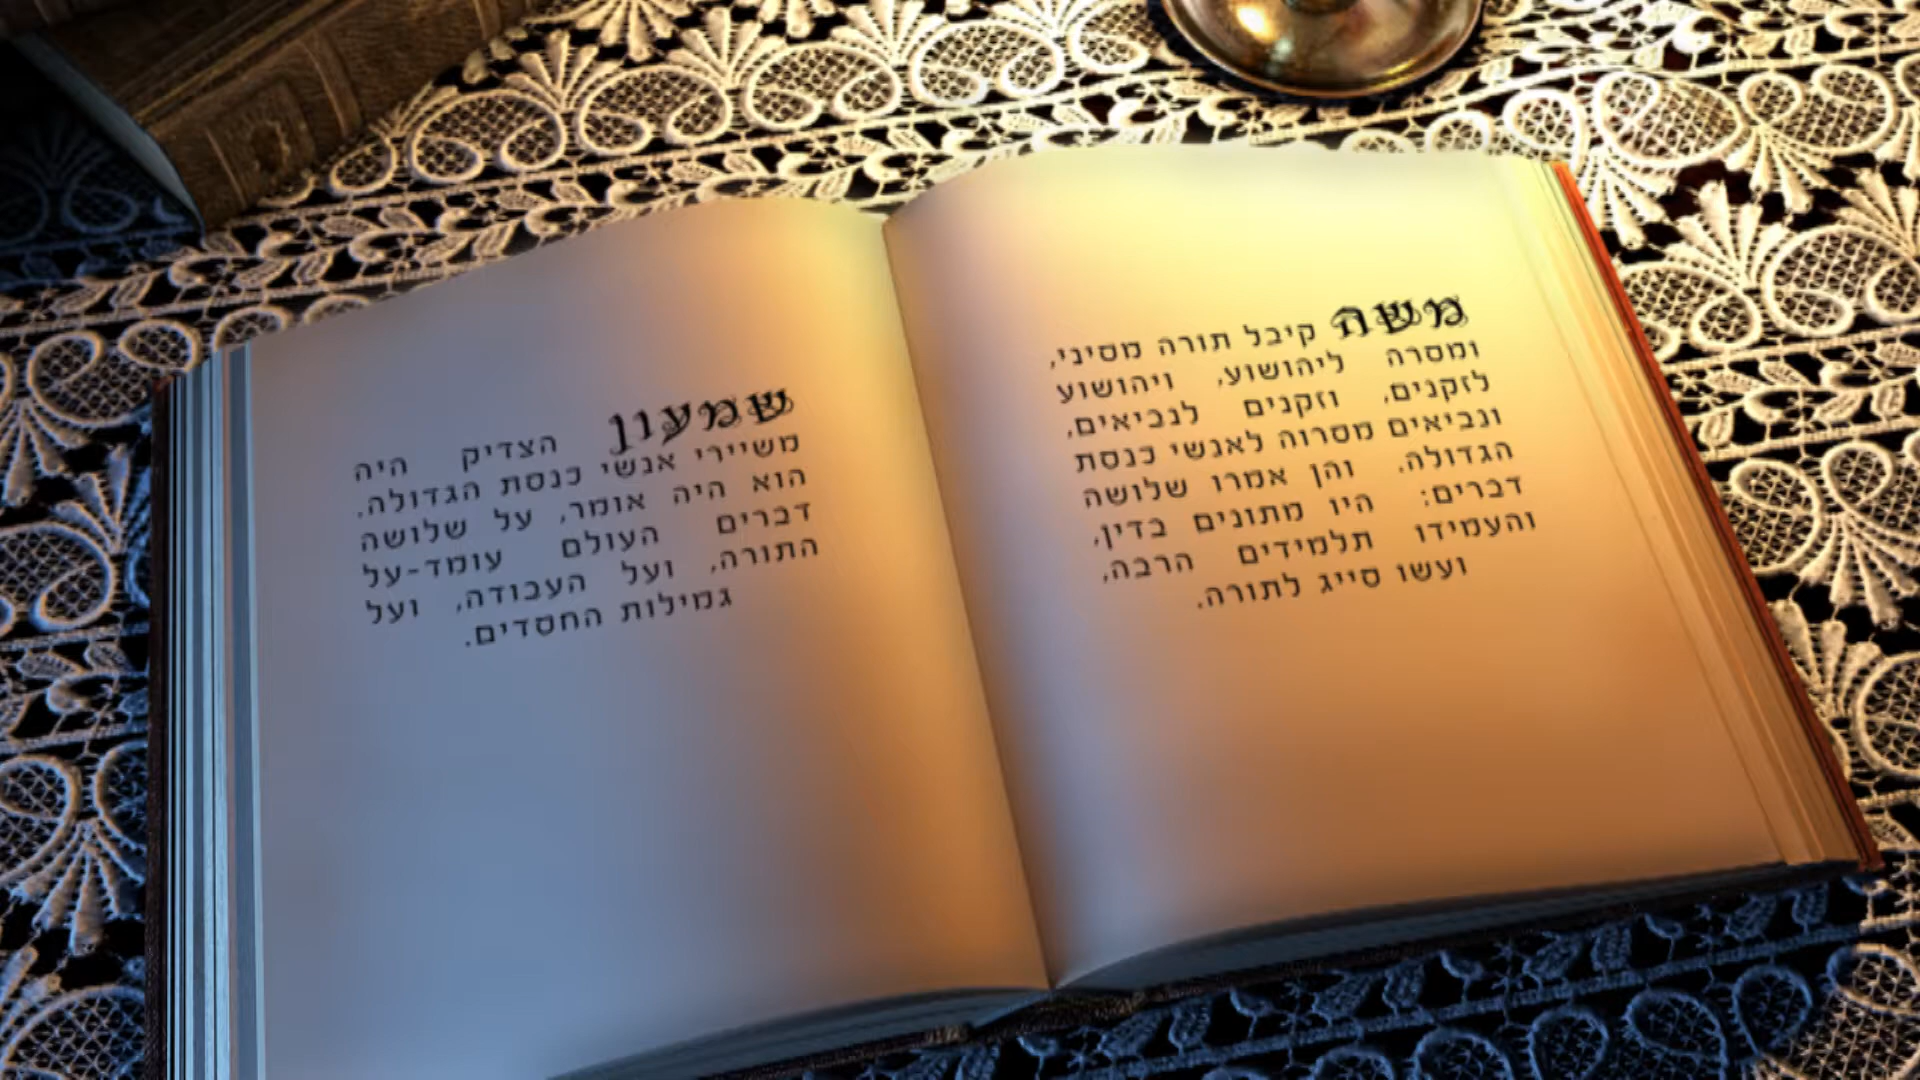 משה קיבל תורה מסיני,
ומסרה ליהושוע, ויהושוע
לזקנים, וזקנים לנביאים,
ונביאים מסרוה לאנשי כנסת
הגדולה. והן אמרו שלושה
דברים: היו מתונים בדין,
והעמידו תלמידים הרבה,
ועשו סייג לתורה.
שמעון הצדיק היה
משיירי אנשי כנסת הגדולה.
הוא היה אומר, על שלושה
דברים העולם עומד-על
התורה, ועל העבודה, ועל
גמילות החסדים.